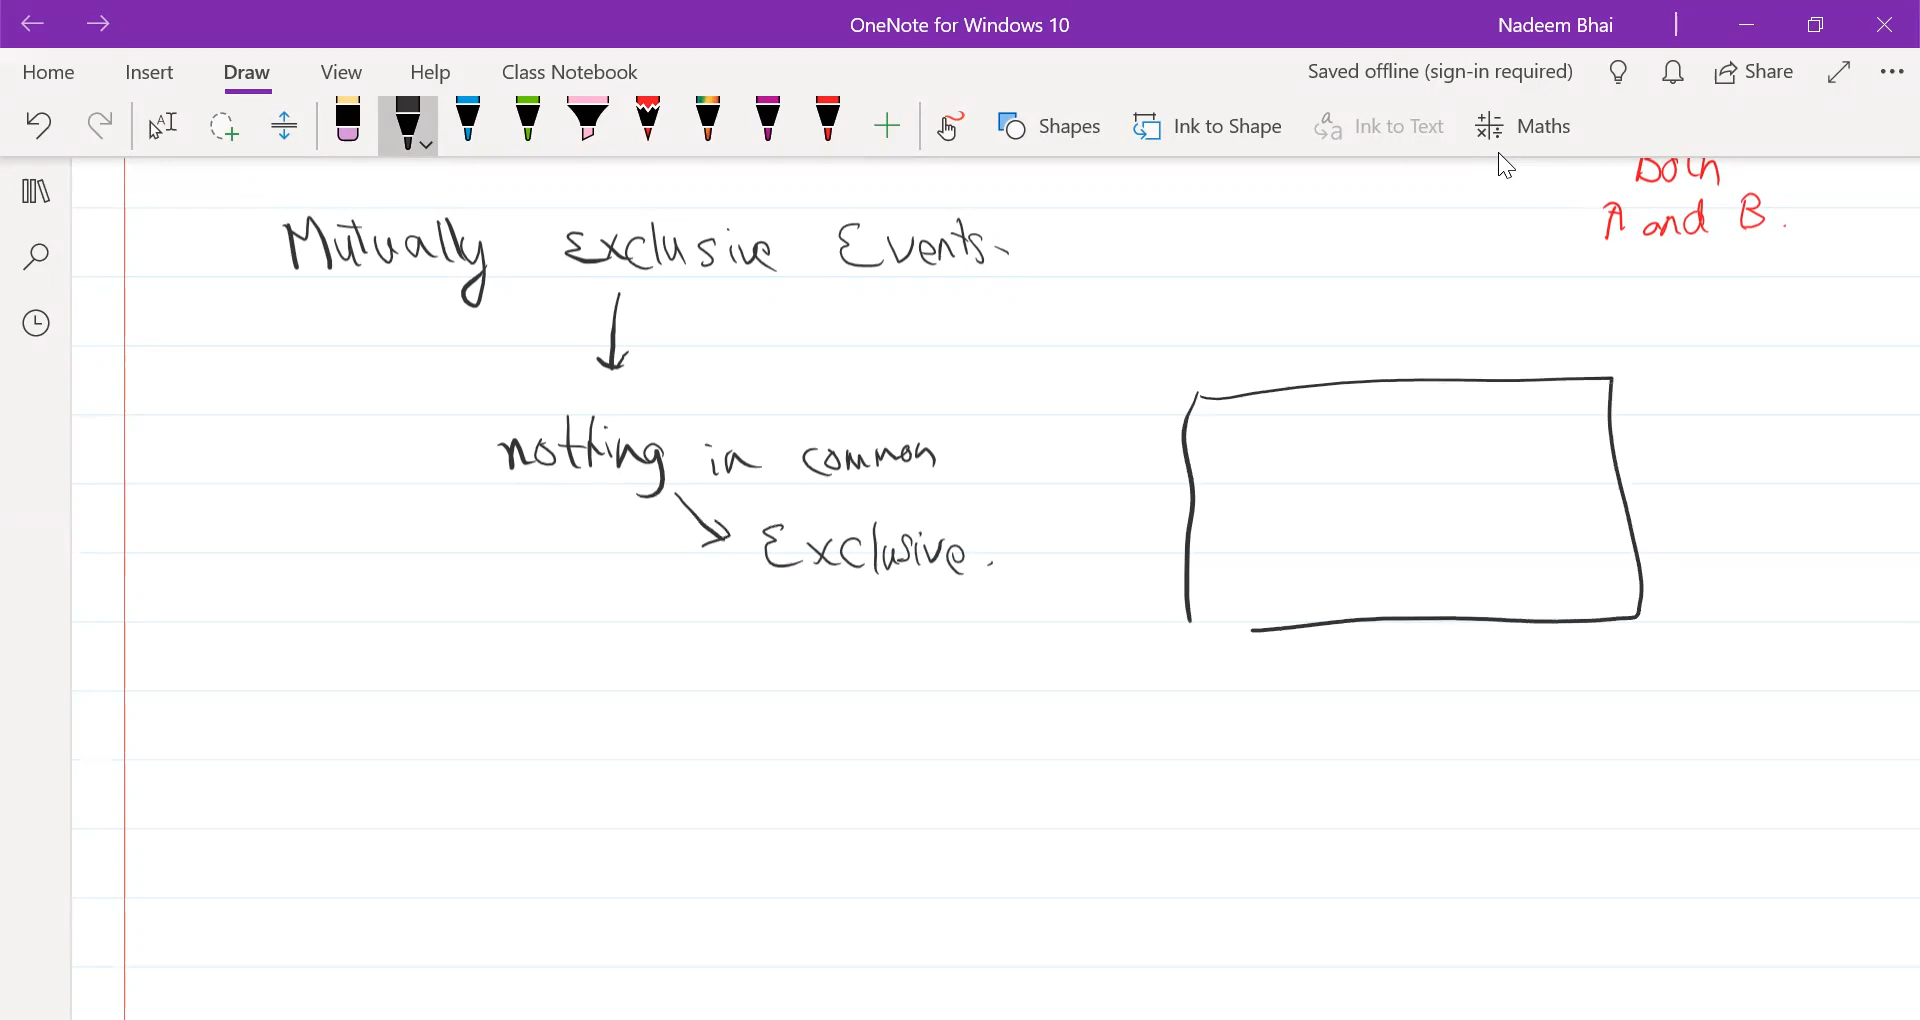 OneNote for Windows 10
Nadeem Bhai
Home Insert Draw View Help Class Notebook
Saved offline (sign-in required)
Share
Shapes Ink to Shape Ink to Text Maths
Both
A and B.
Mutually Exclusive Events.
nothing in common
Exclusive.